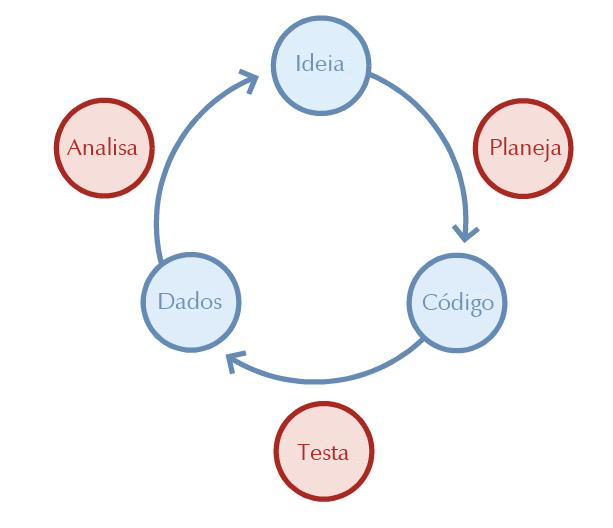 Ideia
Analisa
Planeja
Dados
Código
Testa